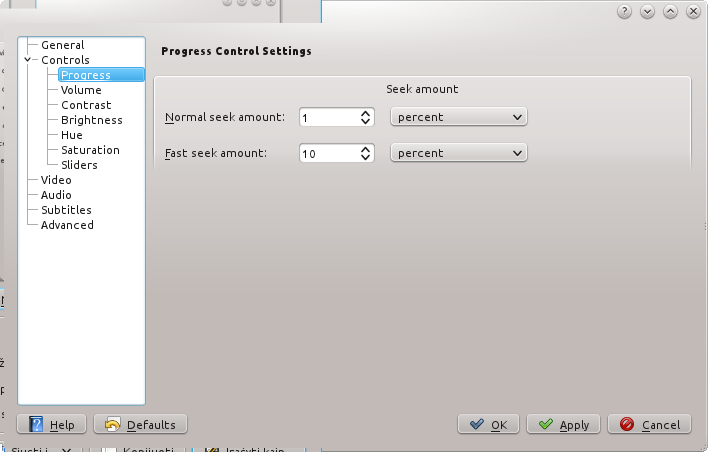 General
Controls
Progress
Volume
Contrast
Brightness
Hue
Saturation
Sliders
Video
Audio
Subtitles
Advanced
Progress Control Settings
Seek amount
Normal seek amount: 1 percent
Fast seek amount: 10 percent
Help Defaults OK Apply Cancel